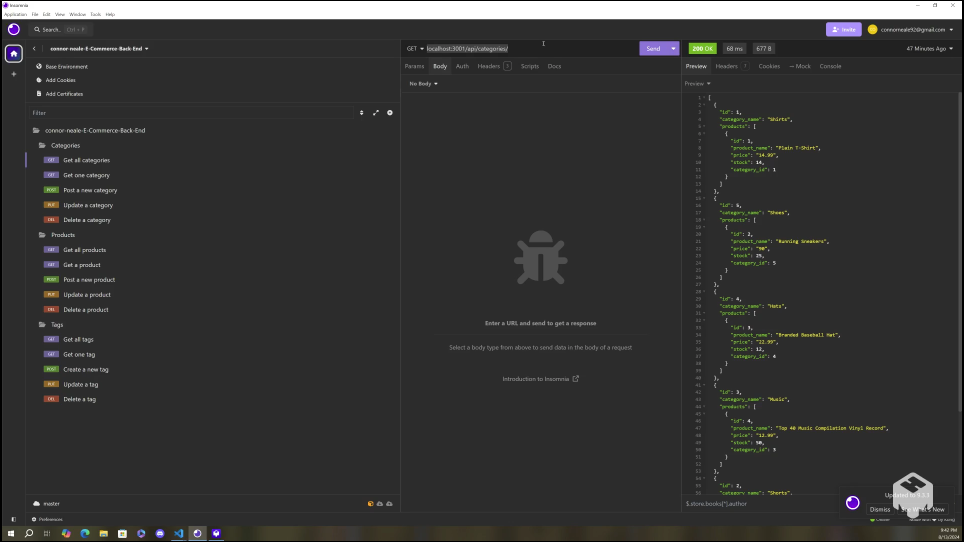 Insomnia
Application File Edit View Window Tools Help
Search.. Ctrl + P
Invite
connorneale92@gmail.com
connor-neale-E-Commerce-Back-End
GET localhost:3001/api/categories/
Send
200 OK 68 ms 677 B
47 Minutes Ago
Base Environment
Add Cookies
Add Certificates
Filter
connor-neale-E-Commerce-Back-End
Categories
GET Get all categories
GET Get one category
POST Post a new category
PUT Update a category
DEL Delete a category
Products
GET Get all products
GET Get a product
POST Post a new product
PUT Update a product
DEL Delete a product
Tags
GET Get all tags
GET Get one tag
POST Create a new tag
PUT Update a tag
DEL Delete a tag
master
Preferences
Params Body Auth Headers 3 Scripts Docs
No Body
Enter a URL and send to get a response
Select a body type from above to send data in the body of a request
Introduction to Insomnia
Preview Headers 7 Cookies → Mock Console
Preview
1 [
2 {
3 "id": 1,
4 "category_name": "Shirts",
5 "products": [
6 {
7 "id": 1,
8 "product_name": "Plain T-Shirt",
9 "price": "14.99",
10 "stock": 14,
11 "category_id": 1
12 }
13 ]
14 },
15 {
16 "id": 5,
17 "category_name": "Shoes",
18 "products": [
19 {
20 "id": 2,
21 "product_name": "Running Sneakers",
22 "price": "90",
23 "stock": 25,
24 "category_id": 5
25 }
26 ]
27 },
28 {
29 "id": 4,
30 "category_name": "Hats",
31 "products": [
32 {
33 "id": 3,
34 "product_name": "Branded Baseball Hat",
35 "price": "22.99",
36 "stock": 12,
37 "category_id": 4
38 }
39 ]
40 },
41 {
42 "id": 3,
43 "category_name": "Music",
44 "products": [
45 {
46 "id": 4,
47 "product_name": "Top 40 Music Compilation Vinyl Record",
48 "price": "12.99",
49 "stock": 50,
50 "category_id": 3
51 }
52 ]
53 },
54 {
55 "id": 2,
56 "category_name": "Shorts",
$.store.books[*].author
Dismiss See What's New
9:42 PM
8/13/2024